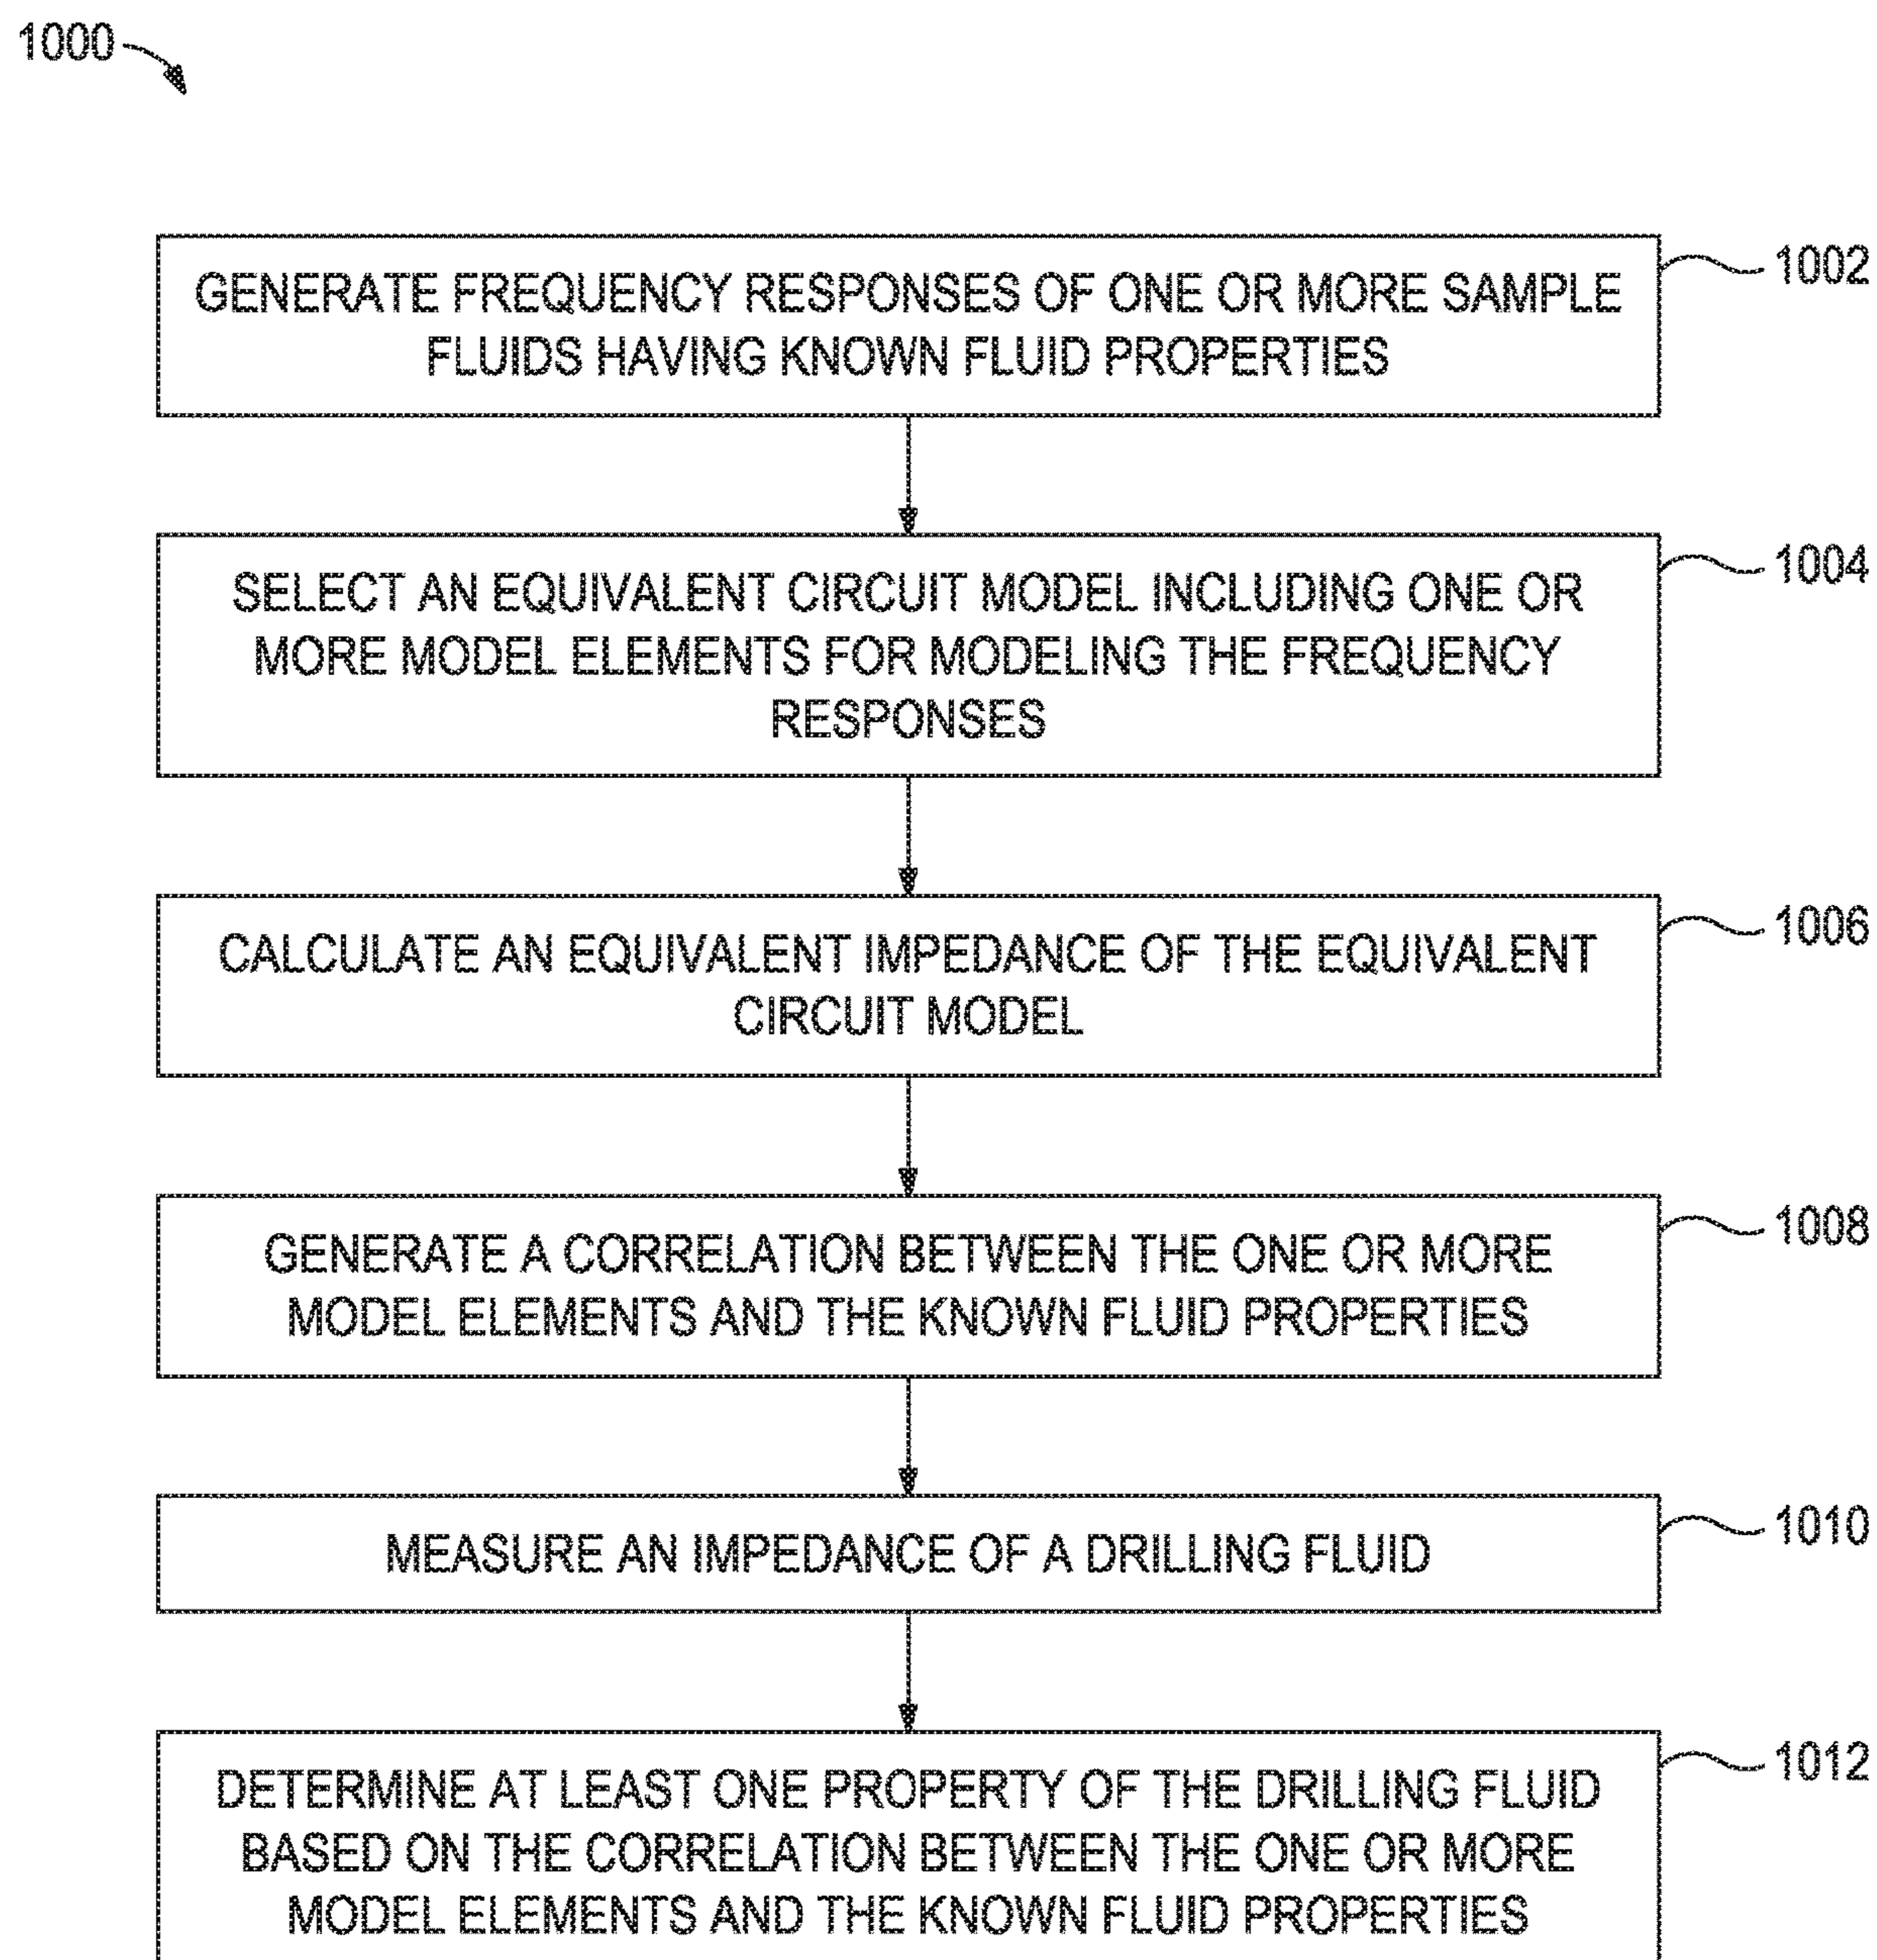 1000
GENERATE FREQUENCY RESPONSES OF ONE OR MORE SAMPLE
FLUIDS HAVING KNOWN FLUID PROPERTIES
1002
SELECT AN EQUIVALENT CIRCUIT MODEL INCLUDING ONE OR
MORE MODEL ELEMENTS FOR MODELING THE FREQUENCY
RESPONSES
1004
CALCULATE AN EQUIVALENT IMPEDANCE OF THE EQUIVALENT
CIRCUIT MODEL
1006
GENERATE A CORRELATION BETWEEN THE ONE OR MORE
MODEL ELEMENTS AND THE KNOWN FLUID PROPERTIES
1008
MEASURE AN IMPEDANCE OF A DRILLING FLUID
1010
DETERMINE AT LEAST ONE PROPERTY OF THE DRILLING FLUID
BASED ON THE CORRELATION BETWEEN THE ONE OR MORE
MODEL ELEMENTS AND THE KNOWN FLUID PROPERTIES
1012